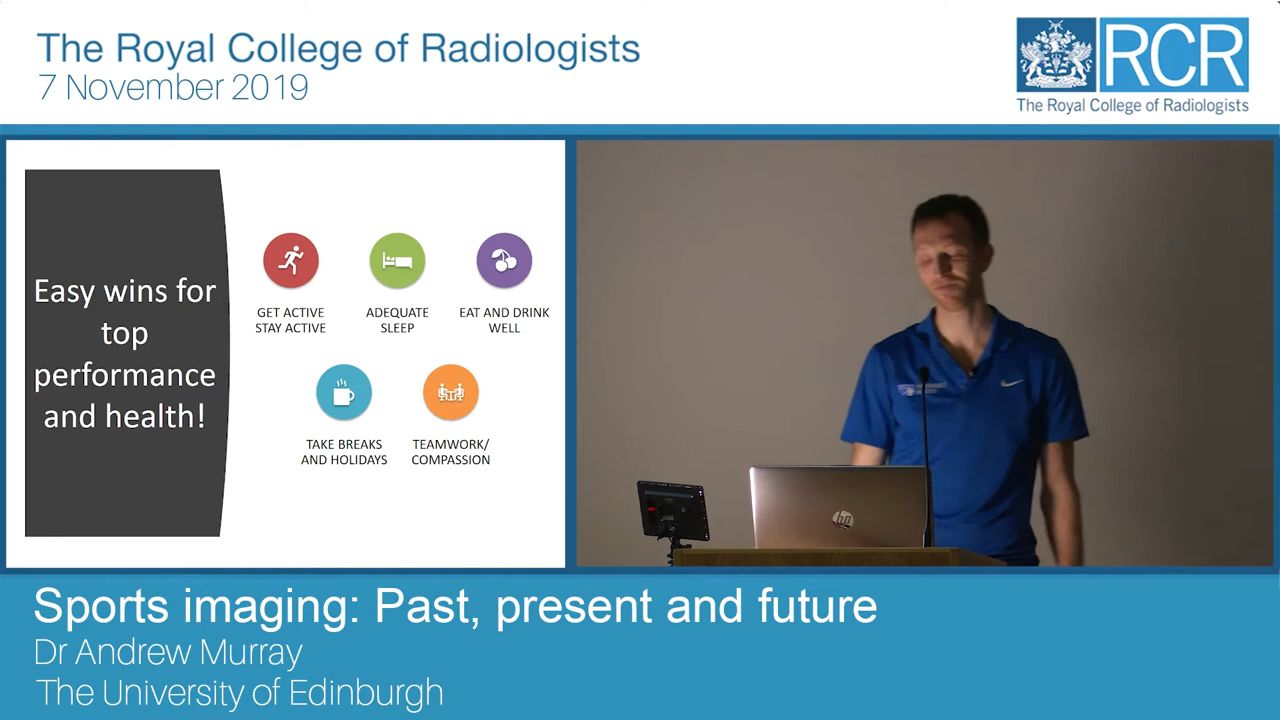 The Royal College of Radiologists
7 November 2019
RCR
The Royal College of Radiologists
Easy wins for
top
performance
and health!
GET ACTIVE
STAY ACTIVE
ADEQUATE
SLEEP
EAT AND DRINK
WELL
TAKE BREAKS
AND HOLIDAYS
TEAMWORK/
COMPASSION
hp
Sports imaging: Past, present and future
Dr Andrew Murray
The University of Edinburgh